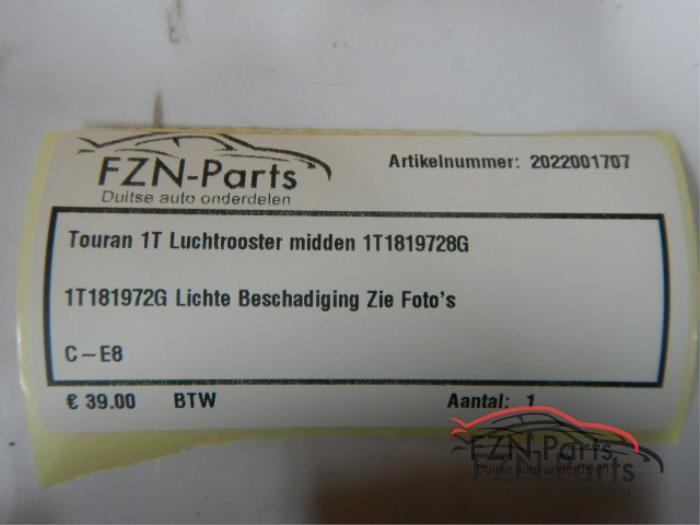 FZN-Parts
Duitse auto onderdelen
Artikelnummer: 2022001707
Touran 1T Luchtrooster midden 1T1819728G
1T181972G Lichte Beschadiging Zie Foto's
C-E8
€ 39.00 BTW Aantal: 1
FZN-Parts
Duitse auto onderdelen